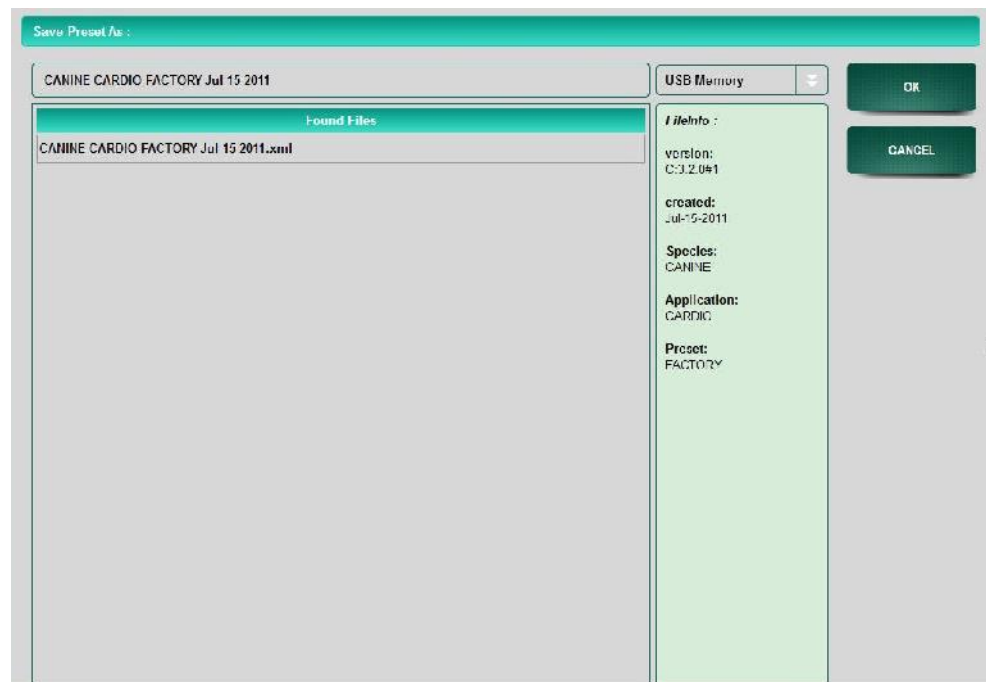 Save Preset As :
CANINE CARDIO FACTORY Jul 15 2011
USB Memory
OK
CANCEL
Found Files
CANINE CARDIO FACTORY Jul 15 2011.xml
FileInfo :
version:
created:
Jul-15-2011
Species:
CANINE
Application:
CARDIO
Preset:
FACTORY